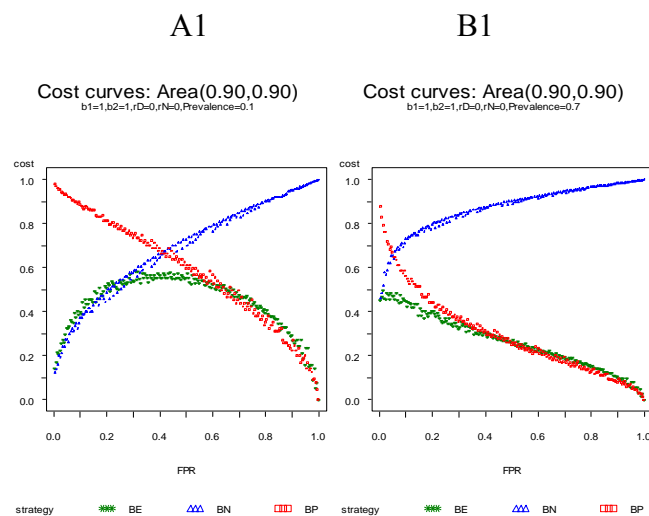 A1
B1
Cost curves: Area(0.90,0.90)
b1=1,b2=1,rD=0,rN=0,Prevalence=0.1
cost
1.0
0.8
0.6
0.4
0.2
0.0
0.0 0.2 0.4 0.6 0.8 1.0
FPR
strategy BE BN BP
Cost curves: Area(0.90,0.90)
b1=1,b2=1,rD=0,rN=0,Prevalence=0.7
cost
1.0
0.8
0.6
0.4
0.2
0.0
0.0 0.2 0.4 0.6 0.8 1.0
FPR
strategy BE BN BP